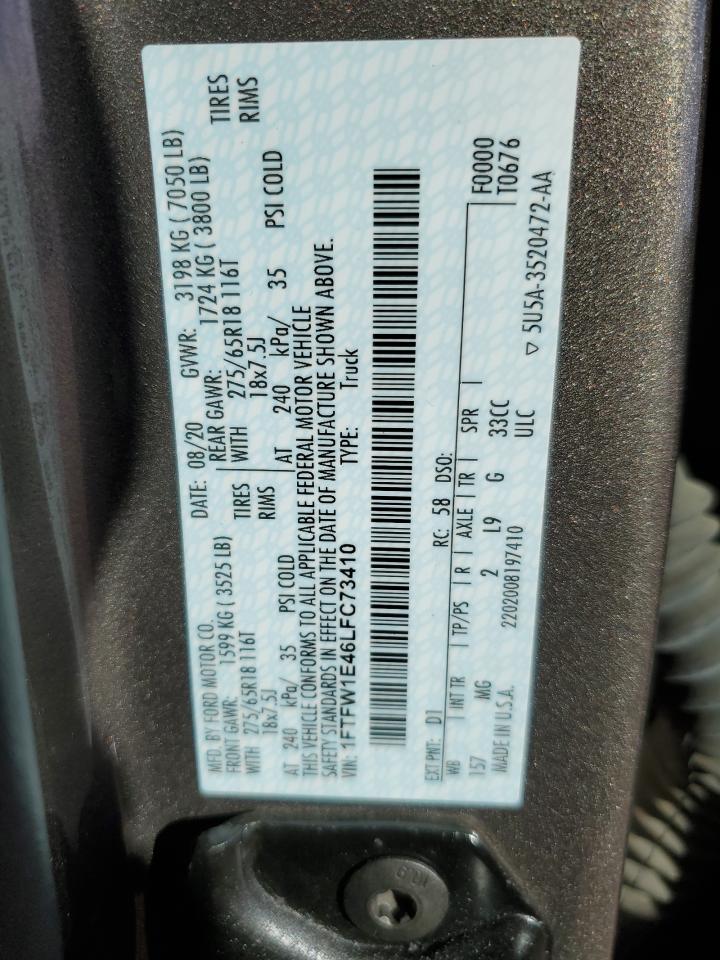 MFD. BY FORD MOTOR CO. DATE: 08/20 GVWR: 3198 KG ( 7050 LB)
FRONT GAWR: 1599 KG ( 3525 LB) REAR GAWR: 1724 KG ( 3800 LB)
WITH 275/65R18 116T TIRES WITH 275/65R18 116T TIRES
18x7.5J RIMS 18x7.5J RIMS
AT 240 kPa/ 35 PSI COLD AT 240 kPa/ 35 PSI COLD
THIS VEHICLE CONFORMS TO ALL APPLICABLE FEDERAL MOTOR VEHICLE
SAFETY STANDARDS IN EFFECT ON THE DATE OF MANUFACTURE SHOWN ABOVE.
VIN: 1FTFW1E46LFC73410 TYPE: Truck
EXT PNT: D1 RC: 58 DSO: F0000
WB INT TR TP/PS R AXLE TR SPR T0676
157 MG 2 L9 G 33CC
MADE IN U.S.A. 2202008197410 ULC
▽ 5U5A-3520472-AA
10.9